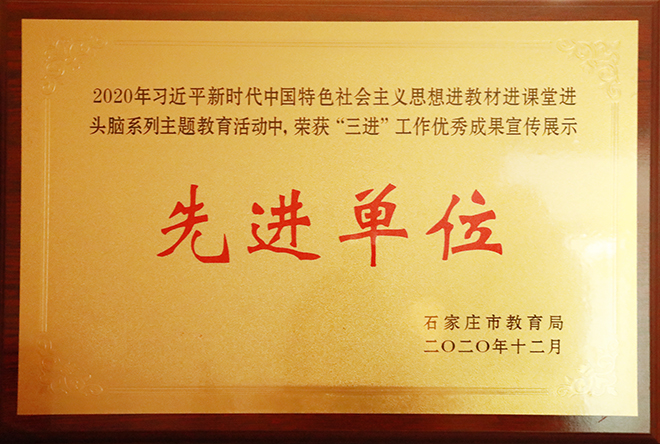 2020年习近平新时代中国特色社会主义思想进教材进课堂进
头脑系列主题教育活动中,荣获“三进”工作优秀成果宣传展示
先进单位
石家庄市教育局
二〇二〇年十二月